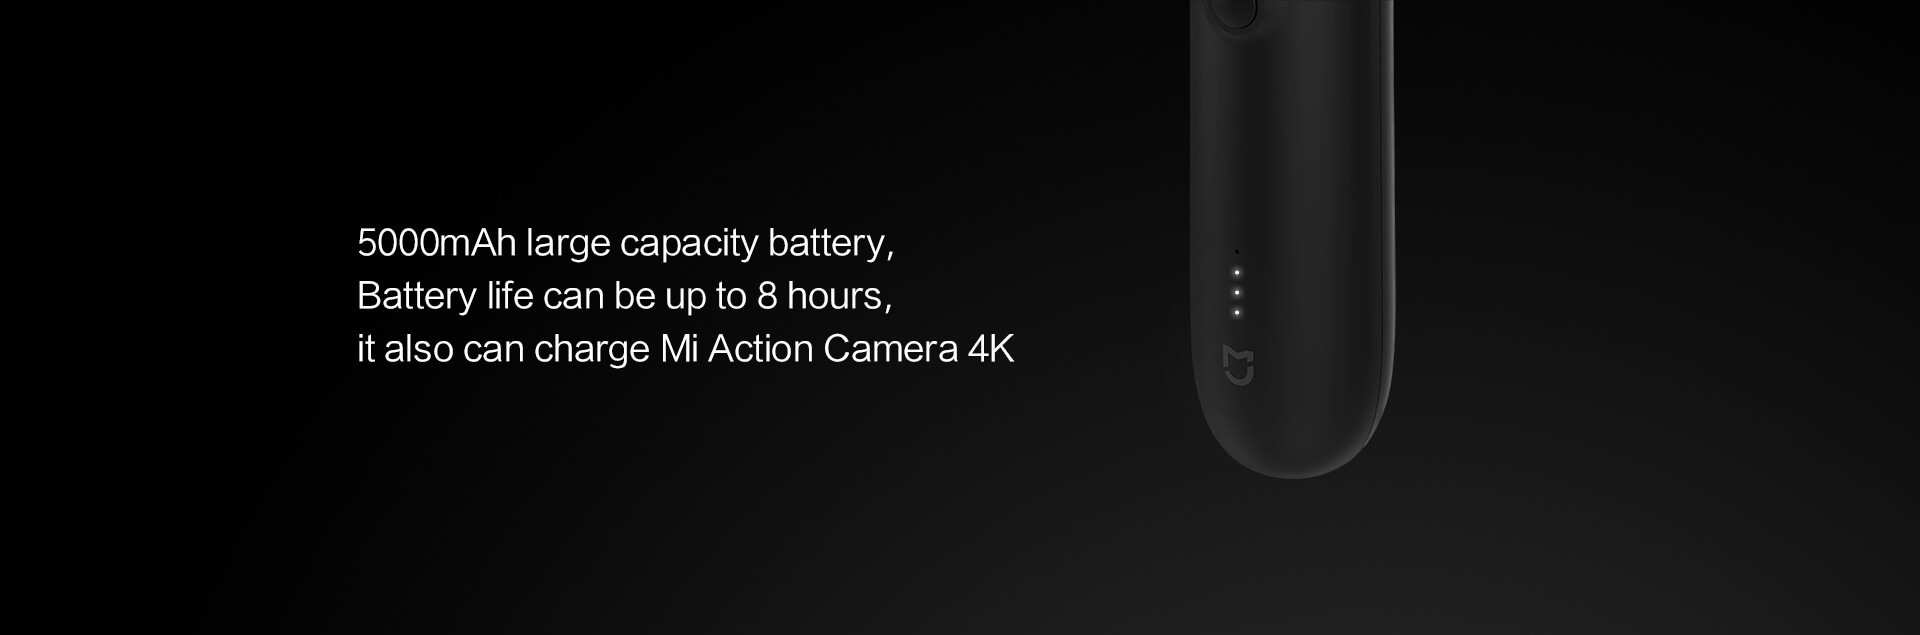 5000mAh large capacity battery,
Battery life can be up to 8 hours,
it also can charge Mi Action Camera 4K